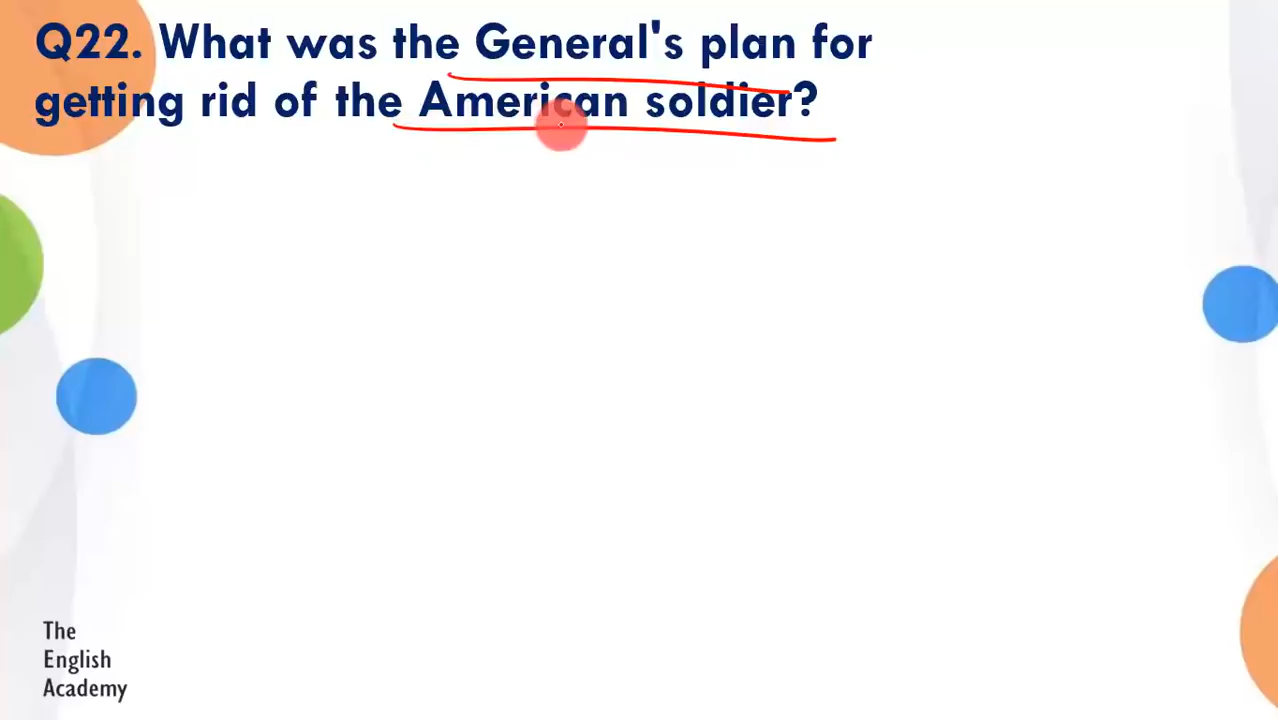 Q22. What was the General's plan for
getting rid of the American soldier?
The
English
Academy